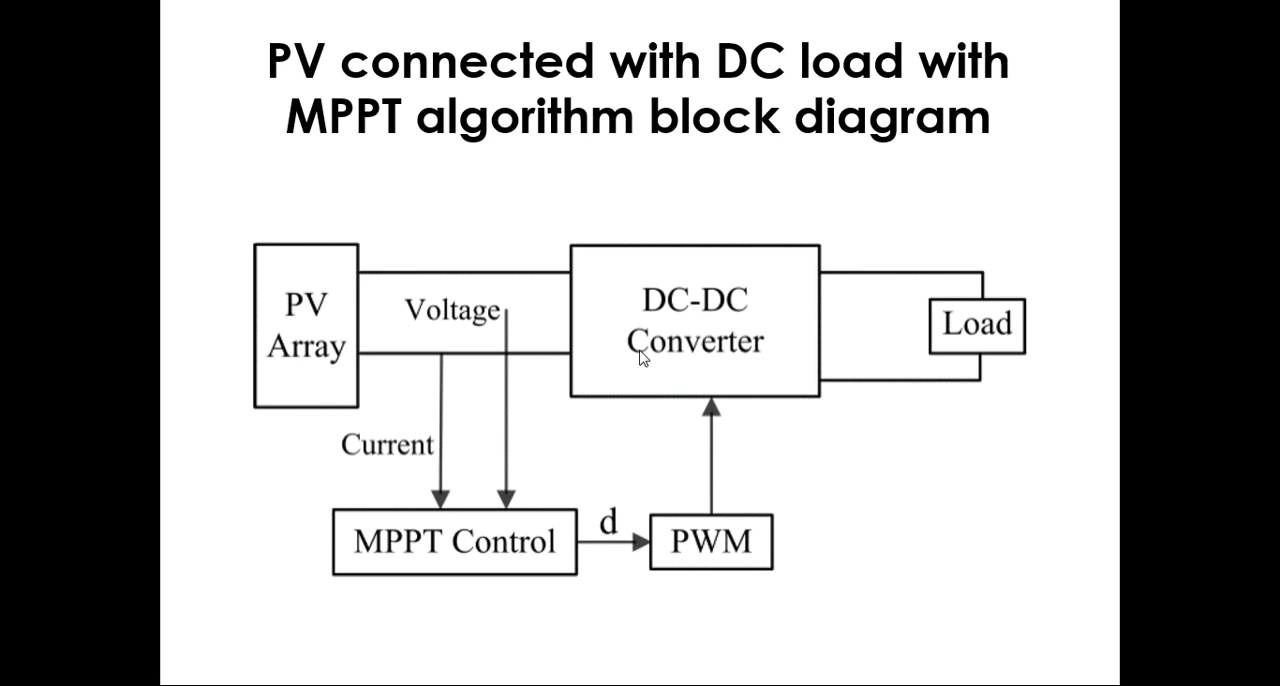 PV connected with DC load with
MPPT algorithm block diagram
PV
Array
Voltage
DC-DC
Converter
Load
Current
MPPT Control
d
PWM